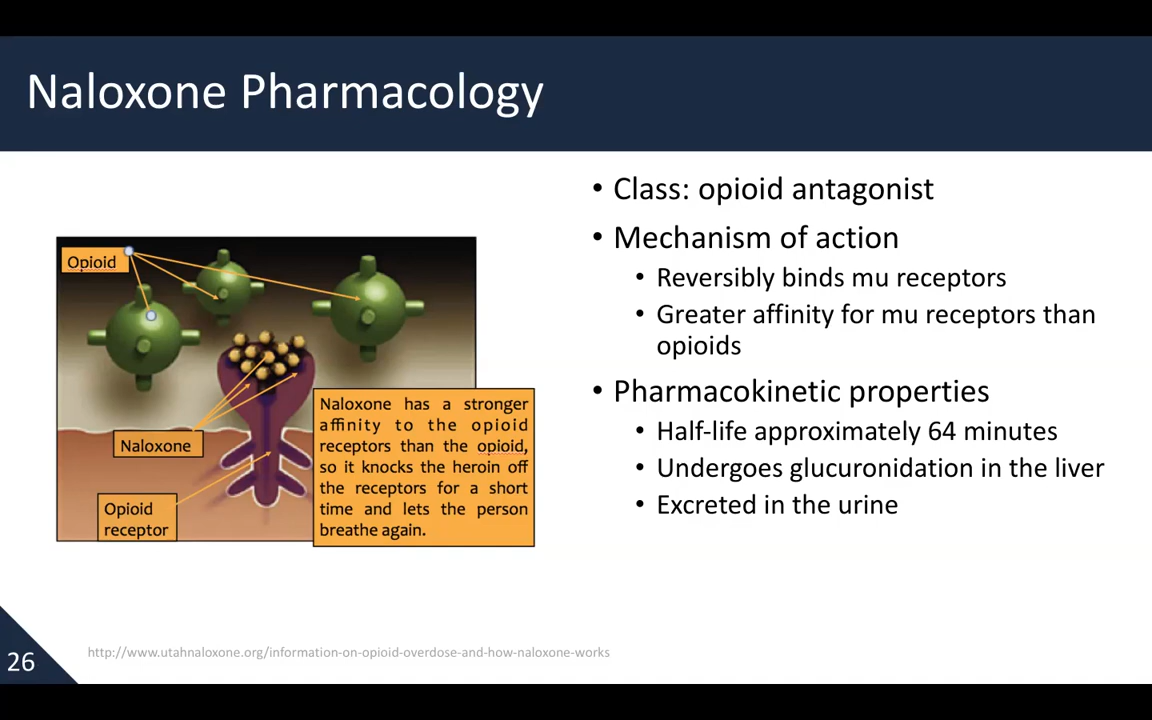 Naloxone Pharmacology
Opioid
Naloxone
Opioid
receptor
Naloxone has a stronger
affinity to the opioid
receptors than the opioid,
so it knocks the heroin off
the receptors for a short
time and lets the person
breathe again.
• Class: opioid antagonist
• Mechanism of action
• Reversibly binds mu receptors
• Greater affinity for mu receptors than
opioids
• Pharmacokinetic properties
• Half-life approximately 64 minutes
• Undergoes glucuronidation in the liver
• Excreted in the urine
http://www.utahnaloxone.org/information-on-opioid-overdose-and-how-naloxone-works
26